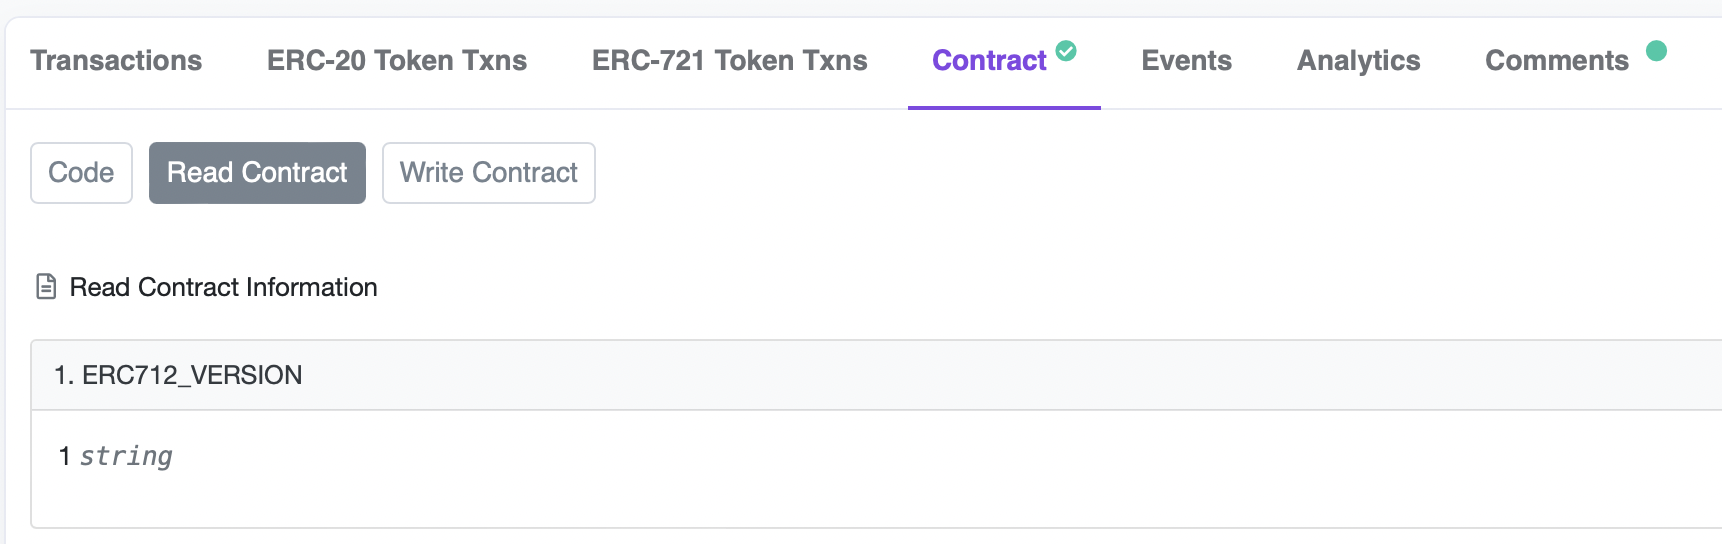 Transactions ERC-20 Token Txns ERC-721 Token Txns Contract Events Analytics Comments
Code Read Contract Write Contract
Read Contract Information
1. ERC712_VERSION
1 string